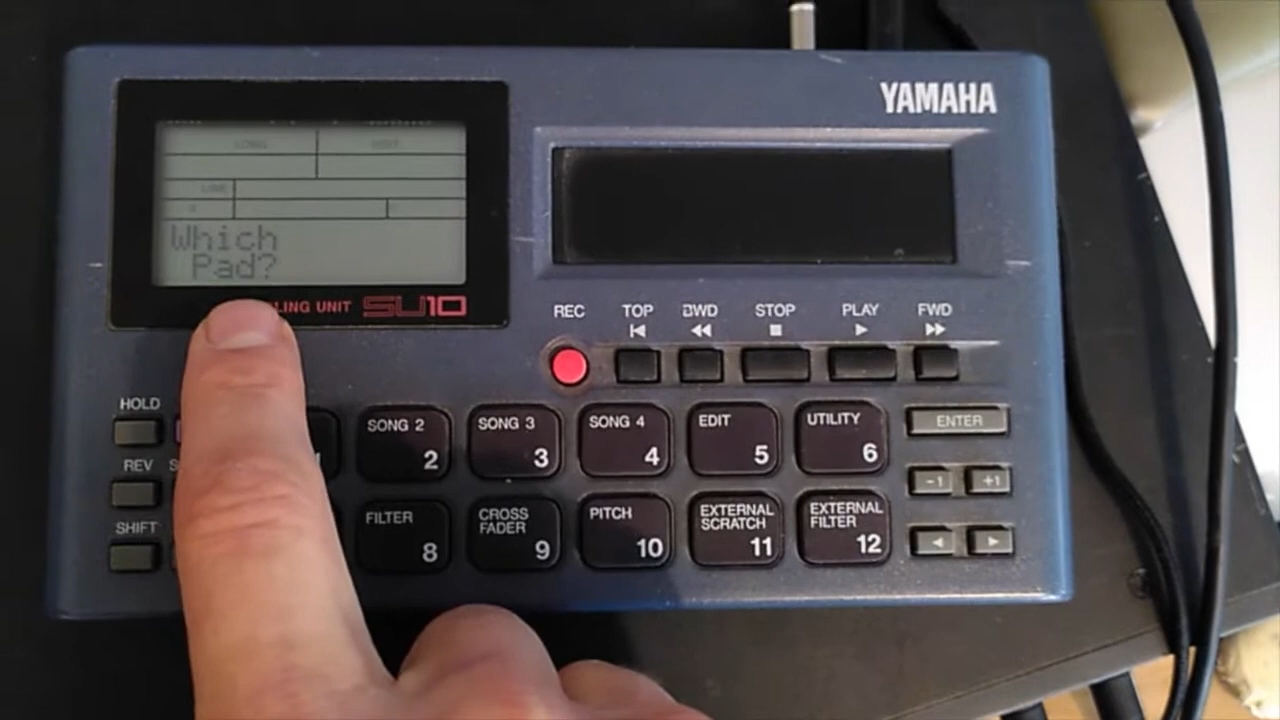 YAMAHA
Which
Pad?
LING UNIT SU10
REC
TOP
BWD
STOP
PLAY
FWD
HOLD
SONG 2
2
SONG 3
3
SONG 4
4
EDIT
5
UTILITY
6
ENTER
REV
-1
+1
SHIFT
FILTER
8
CROSS
FADER
9
PITCH
10
EXTERNAL
SCRATCH
11
EXTERNAL
FILTER
12